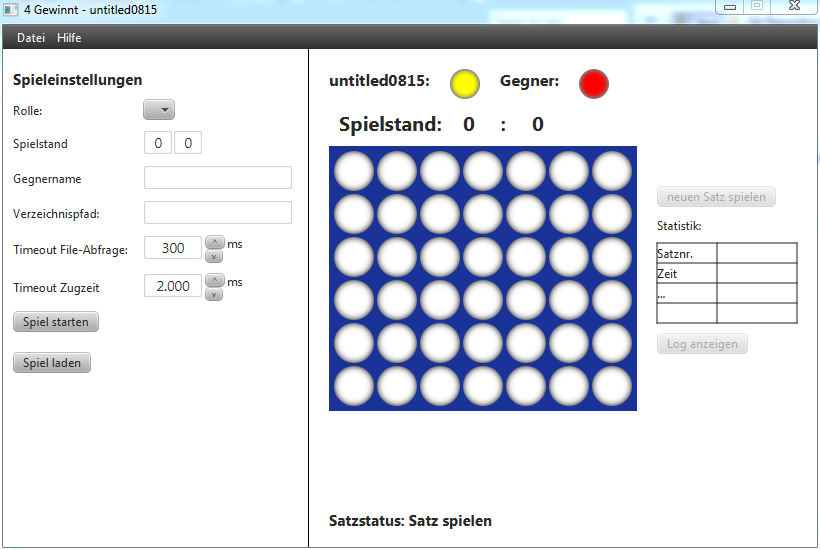 4 Gewinnt - untitled0815
Datei Hilfe
Spieleinstellungen
Rolle:
Spielstand 0 0
Gegnername
Verzeichnispfad:
Timeout File-Abfrage: 300 ^ v ms
Timeout Zugzeit 2.000 ^ v ms
Spiel starten
Spiel laden
untitled0815: Gegner:
Spielstand: 0 : 0
neuen Satz spielen
Statistik:
Satznr.
Zeit
...
Log anzeigen
Satzstatus: Satz spielen